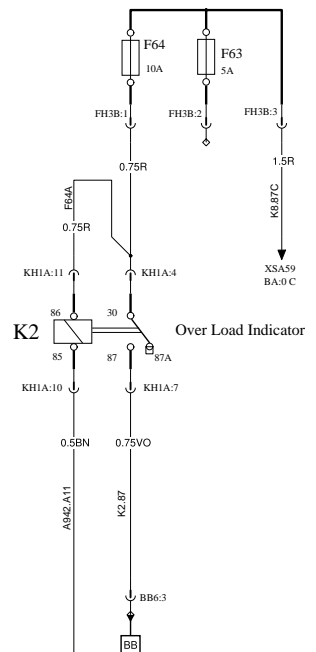 F64
10A
F63
5A
FH3B:1
FH3B:2
FH3B:3
0.75R
1.5R
F64A
0.75R
K8.87C
KH1A:11
KH1A:4
XSA59
BA:0 C
86
30
K2
Over Load Indicator
85
87
87A
KH1A:10
KH1A:7
0.5BN
0.75VO
A942.A11
K2.87
BB6:3
BB